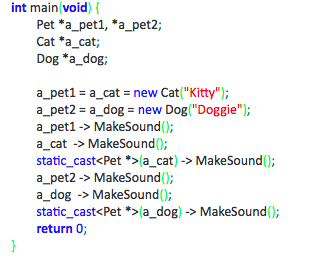 int main(void) {
Pet *a_pet1, *a_pet2;
Cat *a_cat;
Dog *a_dog;
a_pet1 = a_cat = new Cat("Kitty");
a_pet2 = a_dog = new Dog("Doggie");
a_pet1 -> MakeSound();
a_cat -> MakeSound();
static_cast<Pet *>(a_cat) -> MakeSound();
a_pet2 -> MakeSound();
a_dog -> MakeSound();
static_cast<Pet *>(a_dog) -> MakeSound();
return 0;
}